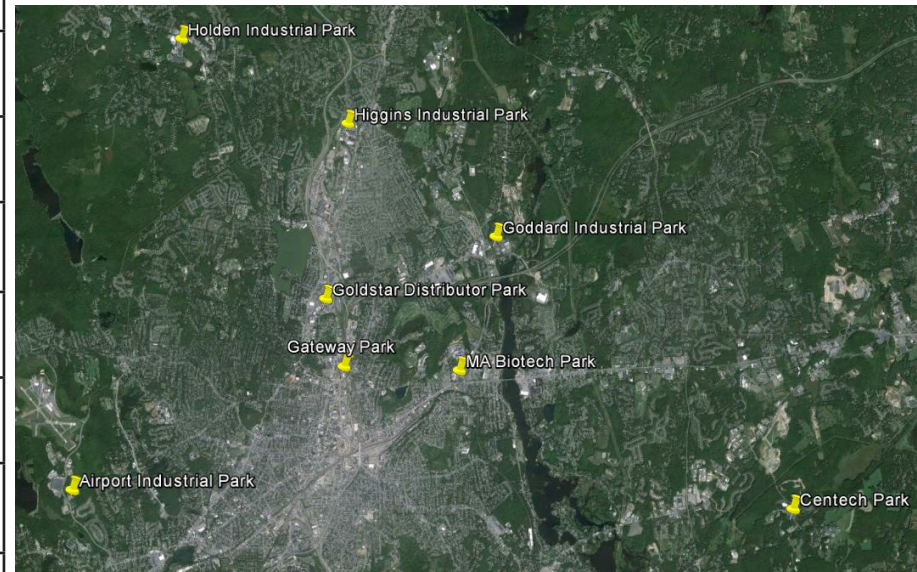 Holden Industrial Park
Higgins Industrial Park
Goddard Industrial Park
Goldstar Distributor Park
Gateway Park
MA Biotech Park
Airport Industrial Park
Centech Park